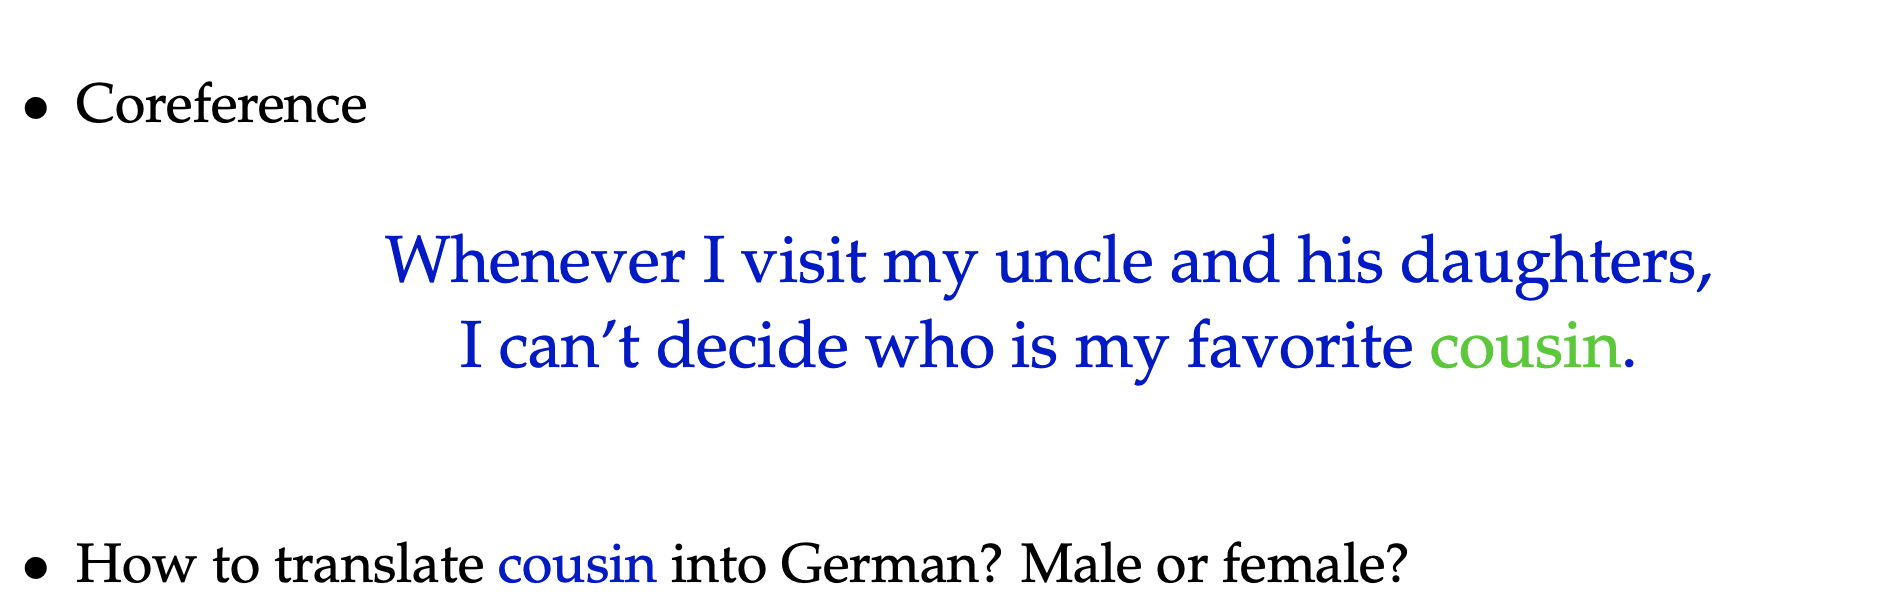 • Coreference
Whenever I visit my uncle and his daughters,
I can’t decide who is my favorite cousin.
• How to translate cousin into German? Male or female?